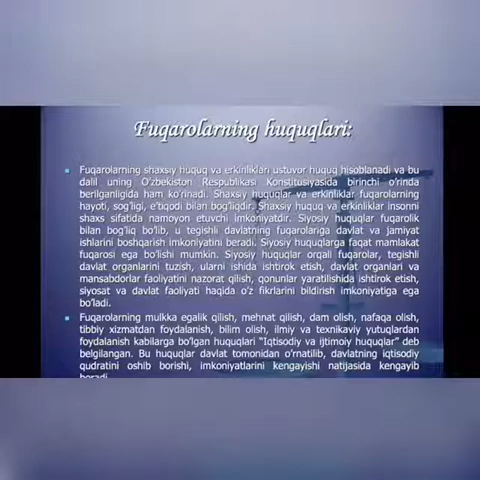 Fuqarolarning huquqlari:
Fuqarolarning shaxsiy huquq va erkinliklari ustuvor huquq hisoblanadi va bu
dalil uning O'zbekiston Respublikasi Konstitusiyasida birinchi o'rinda
berilganligida ham ko'rinadi. Shaxsiy huquqlar va erkinliklar fuqarolarning
hayoti, sog'ligi, e'tiqodi bilan bog'liqdir. Shaxsiy huquq va erkinliklar insonni
shaxs sifatida namoyon etuvchi imkoniyatdir. Siyosiy huquqlar fuqarolik
bilan bog'liq bo'lib, u tegishli davlatning fuqarolariga davlat va jamiyat
ishlarini boshqarish imkoniyatini beradi. Siyosiy huquqlarga faqat mamlakat
fuqarosi ega bo'lishi mumkin. Siyosiy huquqlar orqali fuqarolar, tegishli
davlat organlarini tuzish, ularni ishida ishtirok etish, davlat organlari va
mansabdorlar faoliyatini nazorat qilish, qonunlar yaratilishida ishtirok etish,
siyosat va davlat faoliyati haqida o'z fikrlarini bildirish imkoniyatiga ega
bo'ladi.
Fuqarolarning mulkka egalik qilish, mehnat qilish, dam olish, nafaqa olish,
tibbiy xizmatdan foydalanish, bilim olish, ilmiy va texnikaviy yutuqlardan
foydalanish kabilarga bo'lgan huquqlari "Iqtisodiy va ijtimoiy huquqlar" deb
belgilangan. Bu huquqlar davlat tomonidan o'rnatilib, davlatning iqtisodiy
qudratini oshib borishi, imkoniyatlarini kengayishi natijasida kengayib
boradi.